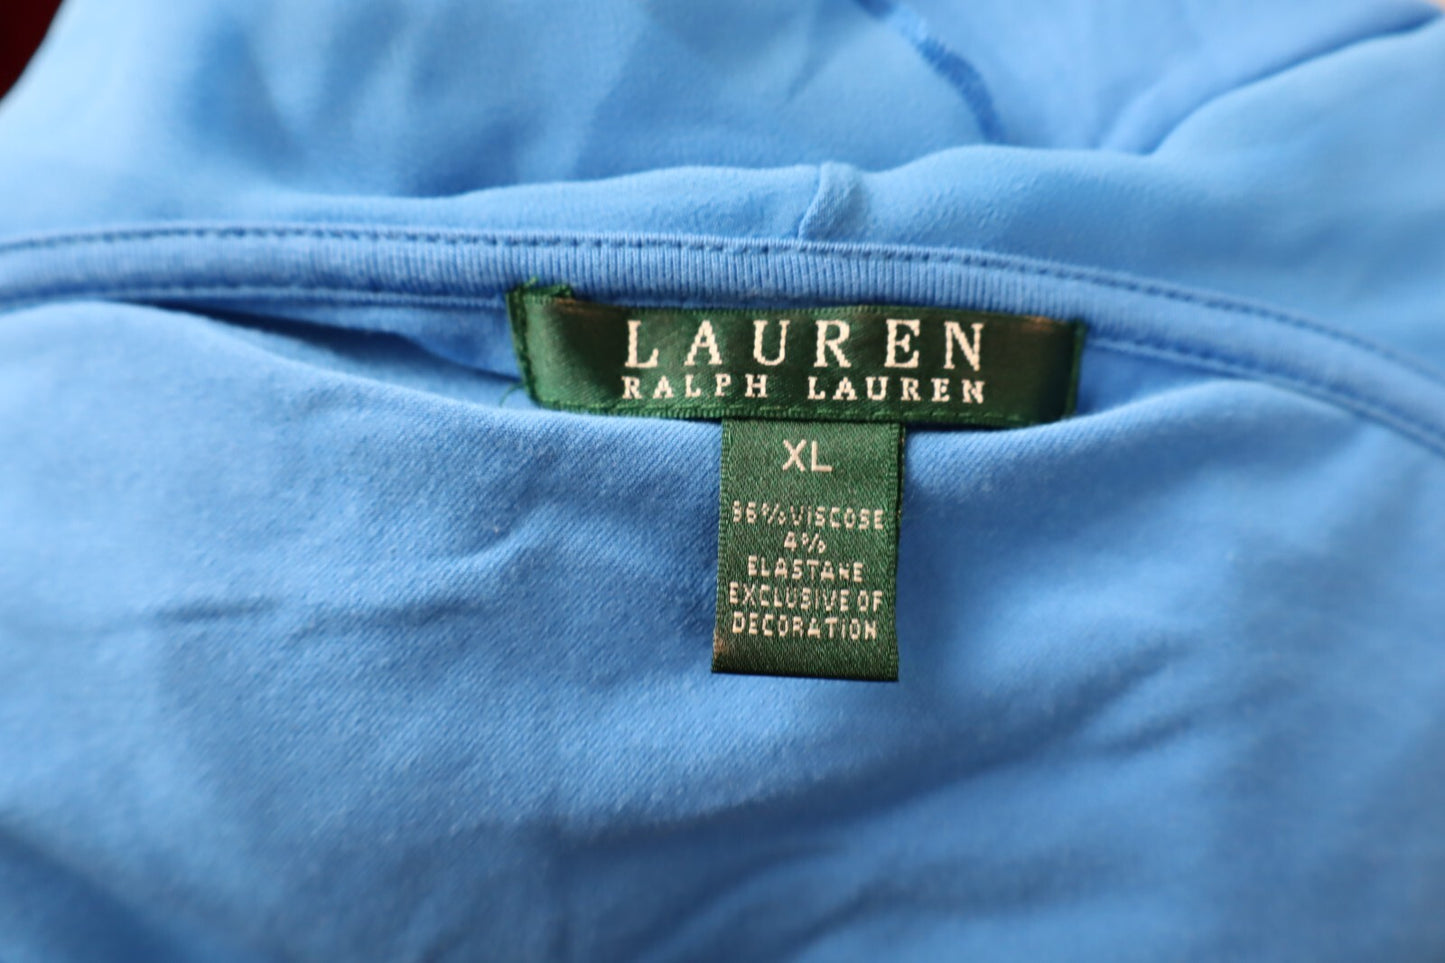 LAUREN
RALPH LAUREN
XL
96% VISCOSE
4%
ELASTANE
EXCLUSIVE OF
DECORATION